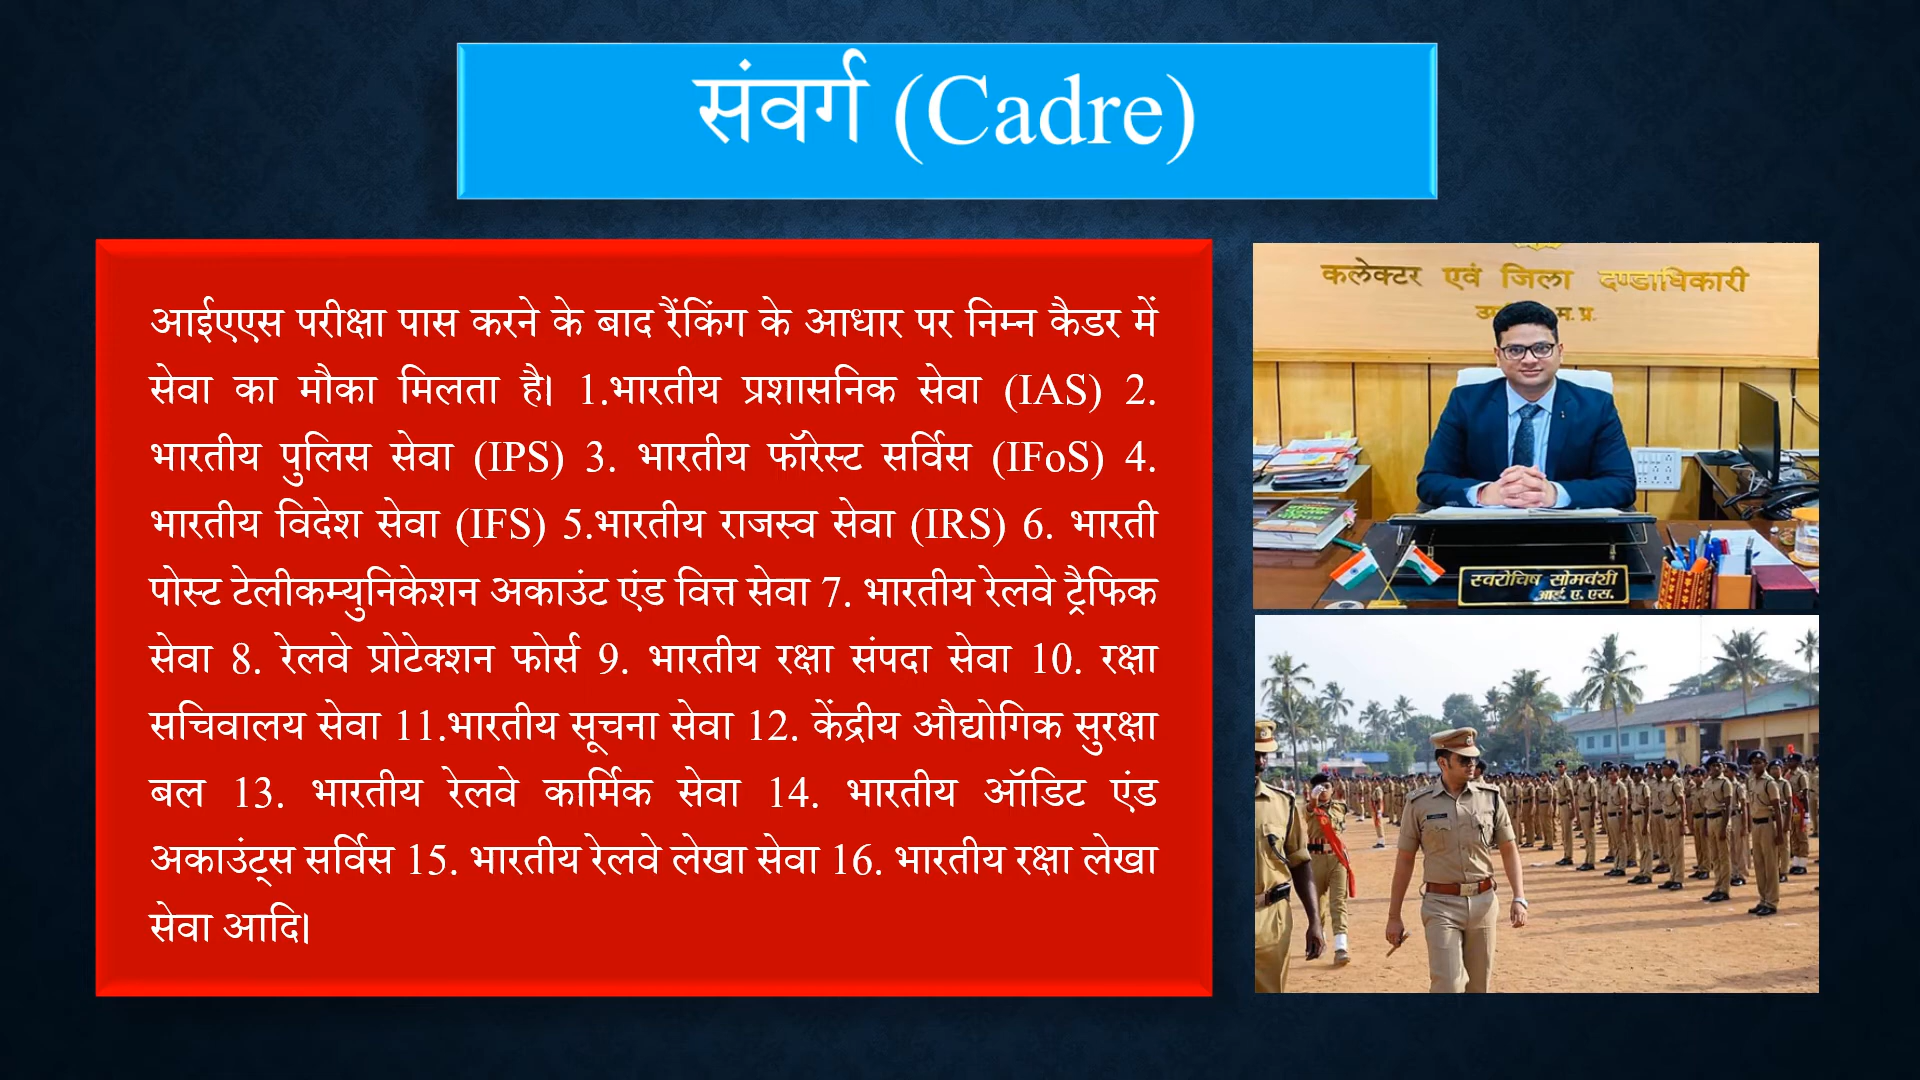 संवर्ग (Cadre)
आईएएस परीक्षा पास करने के बाद रैंकिंग के आधार पर निम्न कैडर में
सेवा का मौका मिलता है। 1.भारतीय प्रशासनिक सेवा (IAS) 2.
भारतीय पुलिस सेवा (IPS) 3. भारतीय फॉरेस्ट सर्विस (IFoS) 4.
भारतीय विदेश सेवा (IFS) 5.भारतीय राजस्व सेवा (IRS) 6. भारती
पोस्ट टेलीकम्युनिकेशन अकाउंट एंड वित्त सेवा 7. भारतीय रेलवे ट्रैफिक
सेवा 8. रेलवे प्रोटेक्शन फोर्स 9. भारतीय रक्षा संपदा सेवा 10. रक्षा
सचिवालय सेवा 11.भारतीय सूचना सेवा 12. केंद्रीय औद्योगिक सुरक्षा
बल 13. भारतीय रेलवे कार्मिक सेवा 14. भारतीय ऑडिट एंड
अकाउंट्स सर्विस 15. भारतीय रेलवे लेखा सेवा 16. भारतीय रक्षा लेखा
सेवा आदि।
कलेक्टर एवं जिला दण्डाधिकारी
म.प्र.
स्वरोचिष सोमवंशी
आई.ए.एस.